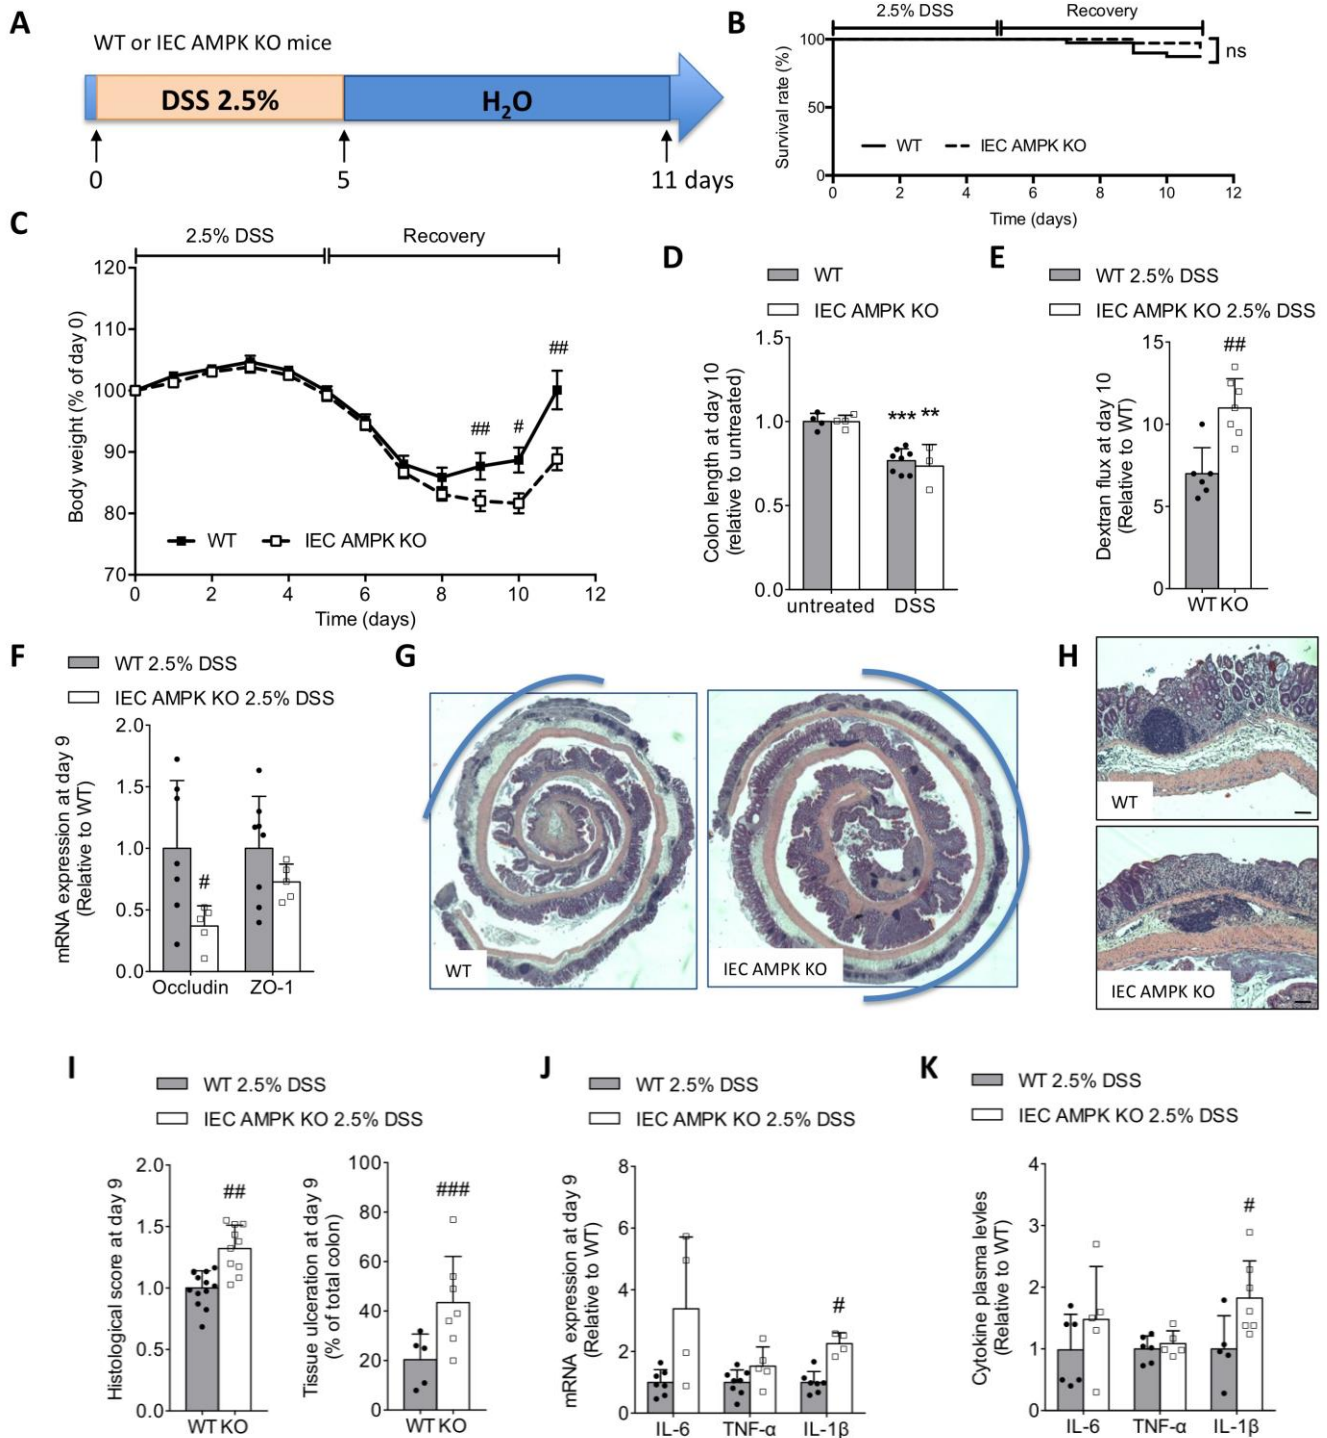 A
WT or IEC AMPK KO mice
DSS 2.5%
H2O
0
5
11 days
B
2.5% DSS
Recovery
Survival rate (%)
100
50
0
ns
WT
IEC AMPK KO
0 2 4 6 8 10 12
Time (days)
C
2.5% DSS
Recovery
Body weight (% of day 0)
120
110
100
90
80
70
##
#
##
WT
IEC AMPK KO
0 2 4 6 8 10 12
Time (days)
D
WT
IEC AMPK KO
Colon length at day 10
(relative to untreated)
1.5
1.0
0.5
0.0
*** **
untreated DSS
E
WT 2.5% DSS
IEC AMPK KO 2.5% DSS
Dextran flux at day 10
(Relative to WT)
15
10
5
0
##
WT KO
F
WT 2.5% DSS
IEC AMPK KO 2.5% DSS
mRNA expression at day 9
(Relative to WT)
2.0
1.5
1.0
0.5
0.0
#
Occludin ZO-1
G
WT
IEC AMPK KO
H
WT
IEC AMPK KO
I
WT 2.5% DSS
IEC AMPK KO 2.5% DSS
Histological score at day 9
2.0
1.5
1.0
0.5
0.0
##
WT KO
Tissue ulceration at day 9
(% of total colon)
100
80
60
40
20
0
###
WT KO
J
WT 2.5% DSS
IEC AMPK KO 2.5% DSS
mRNA expression at day 9
(Relative to WT)
8
6
4
2
0
#
IL-6 TNF-α IL-1β
K
WT 2.5% DSS
IEC AMPK KO 2.5% DSS
Cytokine plasma levles
(Relative to WT)
4
3
2
1
0
#
IL-6 TNF-α IL-1β